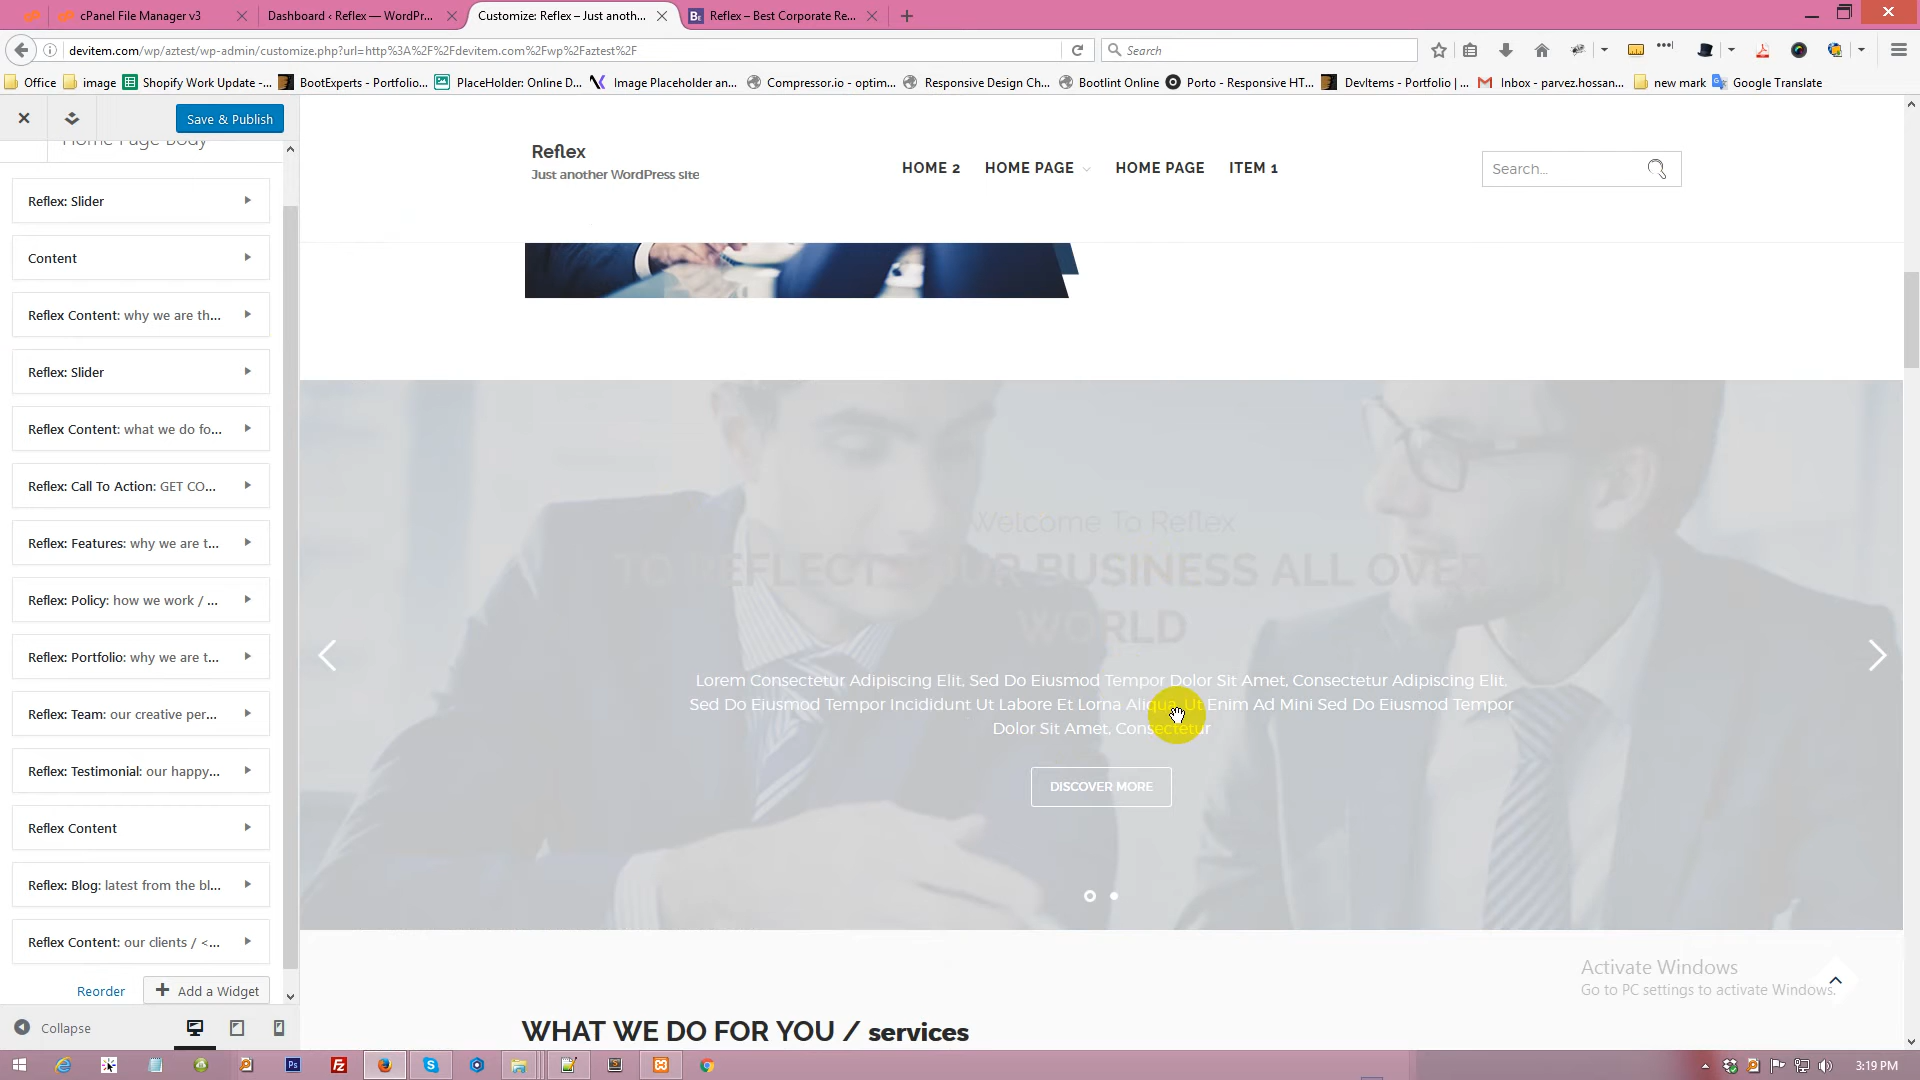 cPanel File Manager v3
Dashboard ‹ Reflex — WordPr...
Customize: Reflex – Just anoth...
Reflex – Best Corporate Re...
devitem.com/wp/aztest/wp-admin/customize.php?url=http%3A%2F%2Fdevitem.com%2Fwp%2Faztest%2F
Search
Office
image
Shopify Work Update -...
BootExperts - Portfolio...
PlaceHolder: Online D...
Image Placeholder an...
Compressor.io - optim...
Responsive Design Ch...
Bootlint Online
Porto - Responsive HT...
DevItems - Portfolio | ...
Inbox - parvez.hossan...
new mark
Google Translate
Save & Publish
Home Page Body
Reflex: Slider
Content
Reflex Content: why we are th...
Reflex: Slider
Reflex Content: what we do fo...
Reflex: Call To Action: GET CO...
Reflex: Features: why we are t...
Reflex: Policy: how we work / ...
Reflex: Portfolio: why we are t...
Reflex: Team: our creative per...
Reflex: Testimonial: our happy...
Reflex Content
Reflex: Blog: latest from the bl...
Reflex Content: our clients / <...
Reorder
Add a Widget
Collapse
Reflex
Just another WordPress site
HOME 2
HOME PAGE
HOME PAGE
ITEM 1
Search...
Welcome To Reflex
TO REFLECT YOUR BUSINESS ALL OVER
WORLD
Lorem Consectetur Adipiscing Elit, Sed Do Eiusmod Tempor Dolor Sit Amet, Consectetur Adipiscing Elit,
Sed Do Eiusmod Tempor Incididunt Ut Labore Et Lorna Aliqua, Ut Enim Ad Mini Sed Do Eiusmod Tempor
Dolor Sit Amet, Consectetur
DISCOVER MORE
Activate Windows
Go to PC settings to activate Windows.
WHAT WE DO FOR YOU / services
3:19 PM